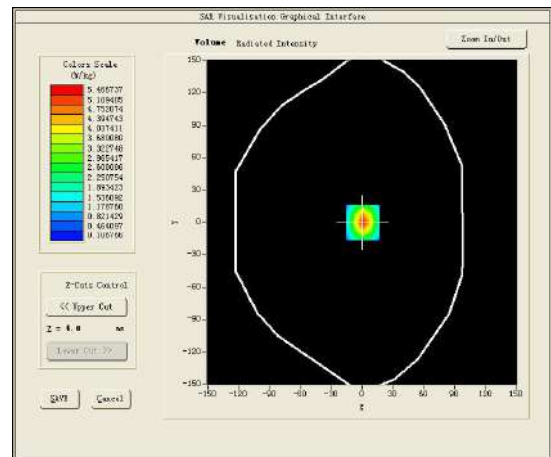 SAR Visualisation Graphical Interface
Volume Radiated Intensity
Zoom In/Out
Colors Scale
(W/kg)
5.466737
5.109405
4.752074
4.394743
4.037411
3.680080
3.322748
2.965417
2.608086
2.250754
1.893423
1.536092
1.178760
0.821429
0.464097
0.106766
150
120
90
60
30
0
-30
-60
-90
-120
-150
Y
-150 -120 -90 -60 -30 0 30 60 90 120 150
X
Z-Cuts Control
<< Upper Cut
Z = 4.0 mm
Lower Cut >>
SAVE
Cancel